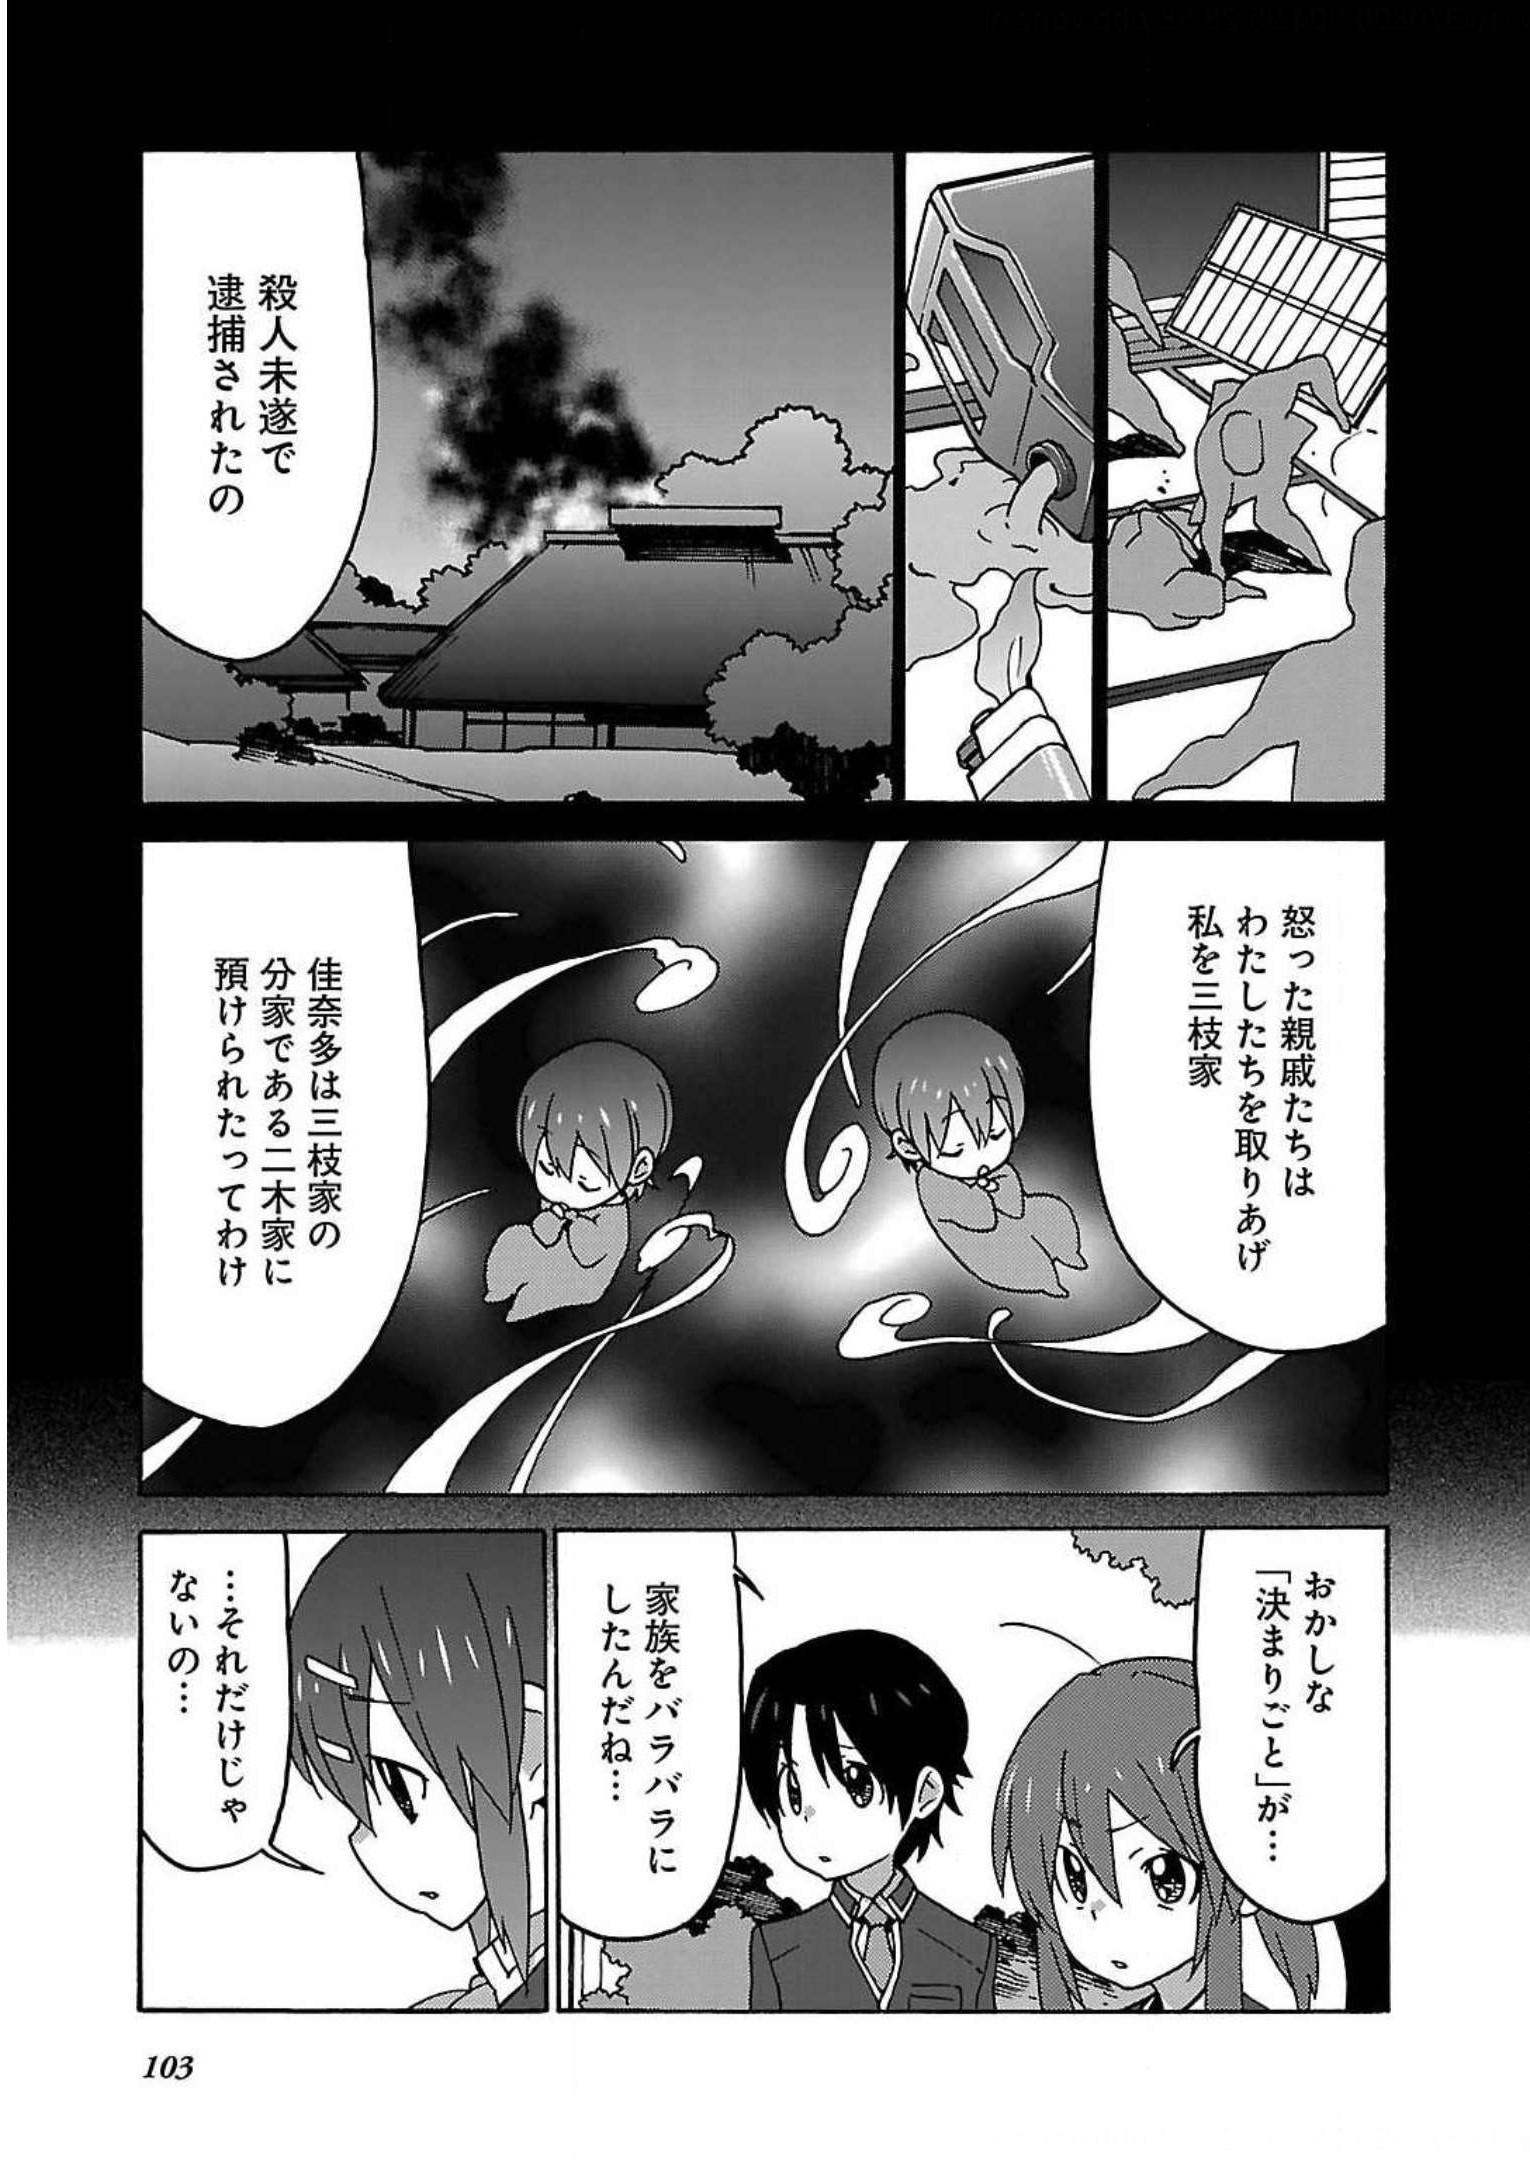 殺人未遂で
逮捕されたの
怒った親戚たちは
わたしたちを取りあげ
私を三枝家
佳奈多は三枝家の
分家である二木家に
預けられたってわけ
おかしな
「決まりごと」が…
家族をバラバラに
したんだね…
…それだけじゃ
ないの…
103